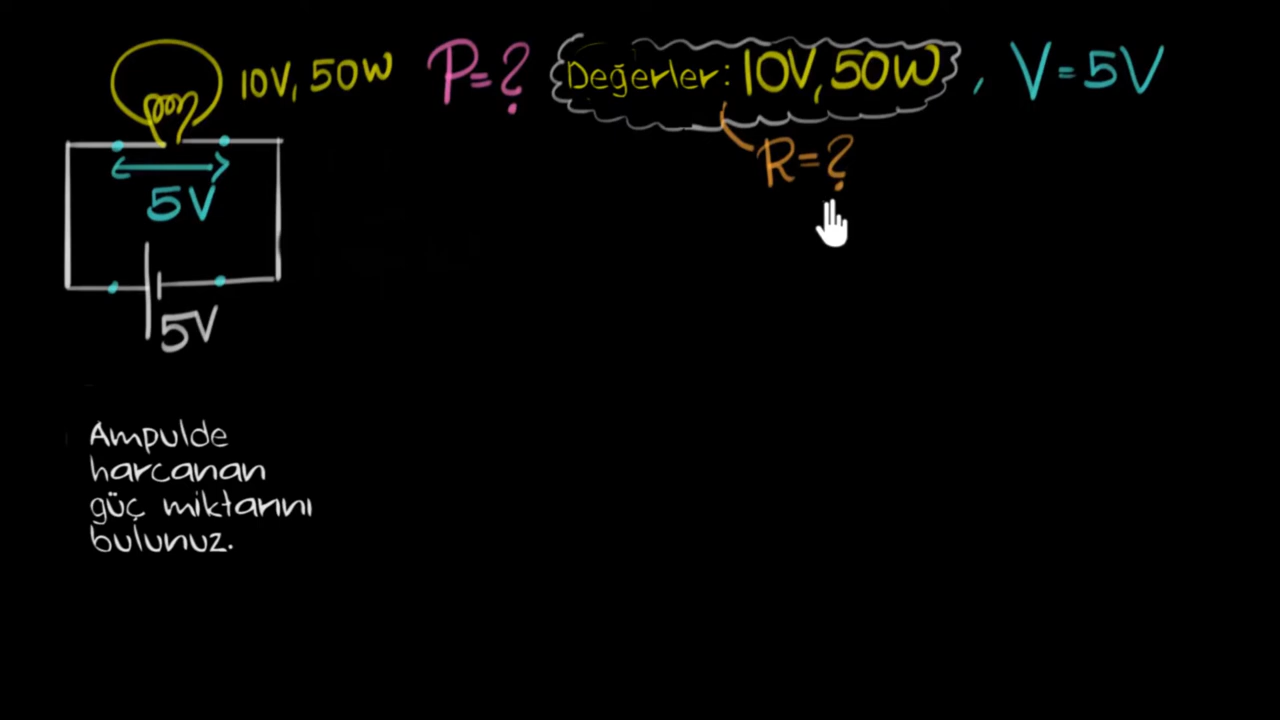 10V, 50W P=? Değerler: 10V, 50W , V=5V
R=?
5V
5V
Ampulde
harcanan
güç miktarını
bulunuz.